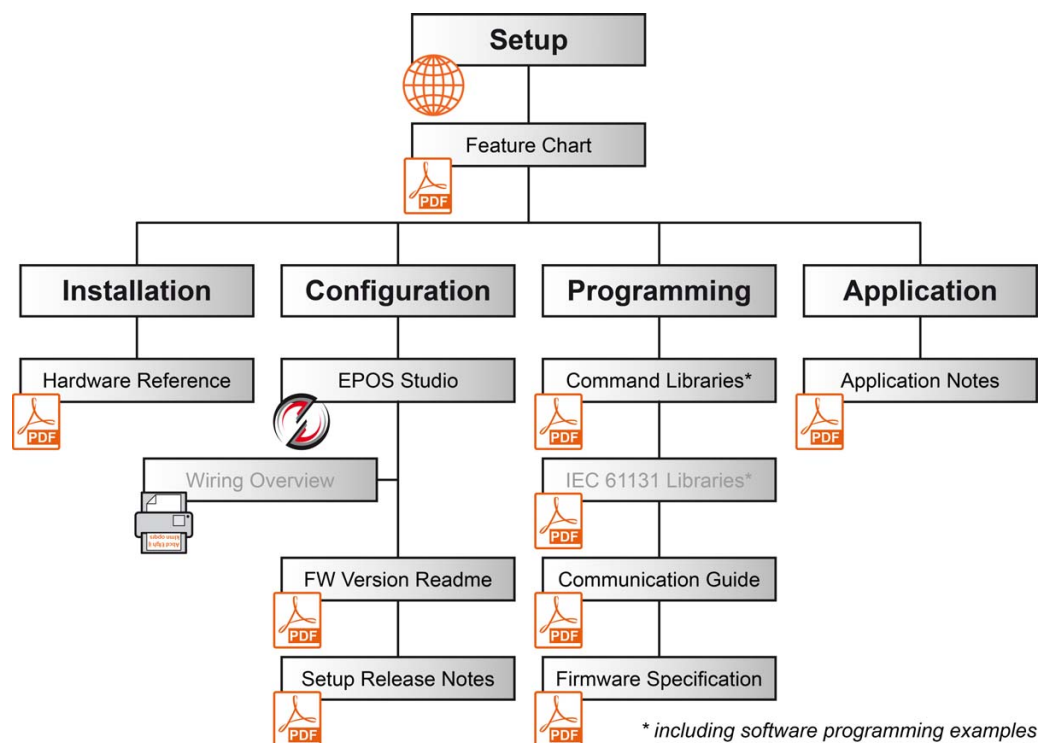 Setup
Feature Chart
PDF
Installation
Configuration
Programming
Application
Hardware Reference
PDF
EPOS Studio
Command Libraries*
PDF
Application Notes
PDF
Wiring Overview
IEC 61131 Libraries*
PDF
FW Version Readme
PDF
Communication Guide
PDF
Setup Release Notes
PDF
Firmware Specification
PDF
* including software programming examples